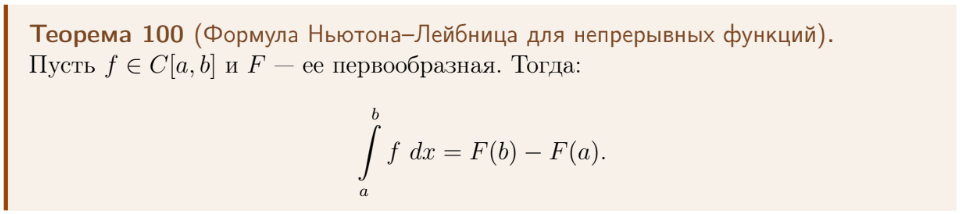 Теорема 100 (Формула Ньютона–Лейбница для непрерывных функций).
Пусть f ∈ C[a, b] и F — ее первообразная. Тогда:
∫_a^b f dx = F(b) − F(a).